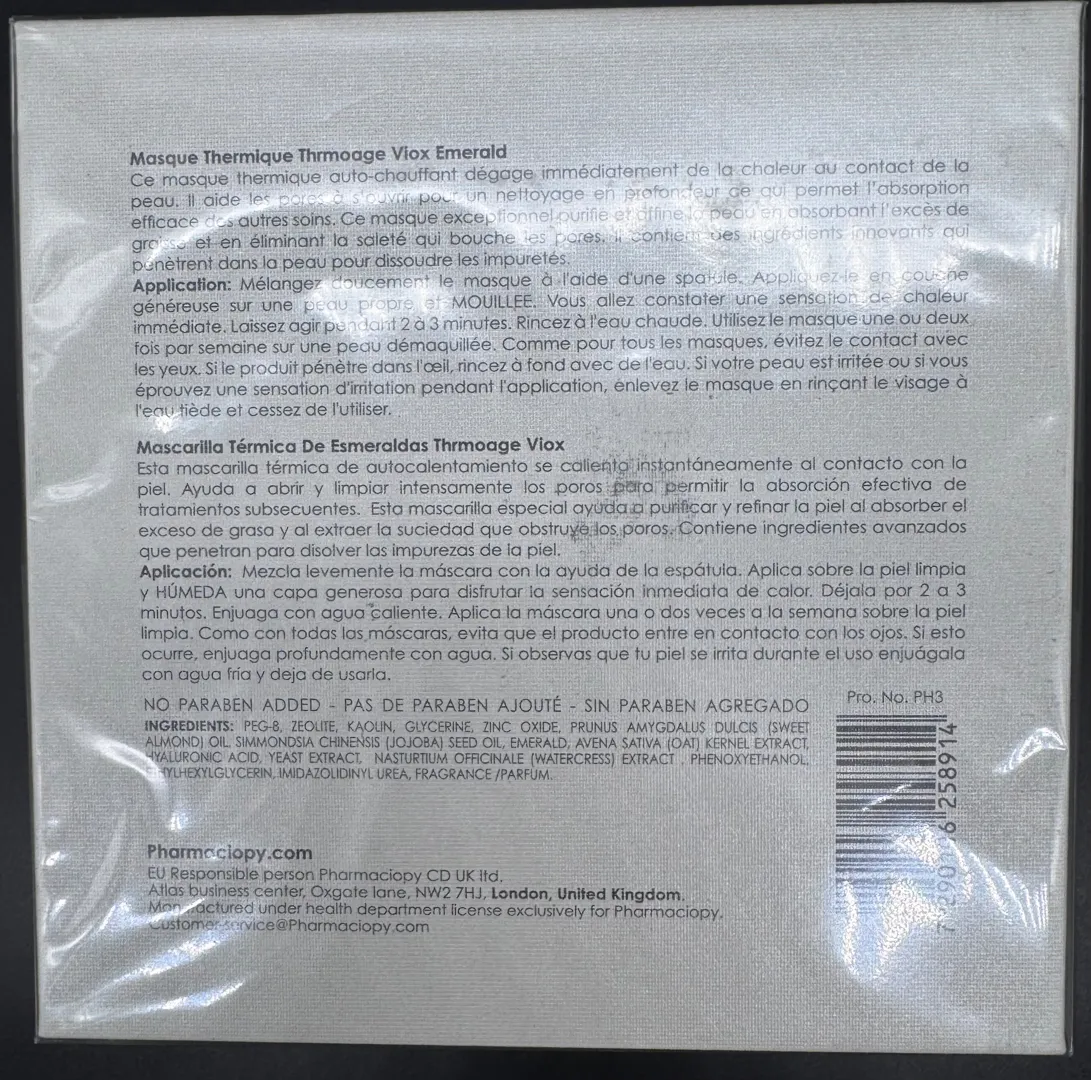 Masque Thermique Thrmoage Viox Emerald
Ce masque thermique auto-chauffant dégage immédiatement de la chaleur au contact de la
peau. Il aide les pores à s'ouvrir pour un nettoyage en profondeur ce qui permet l'absorption
efficace des autres soins. Ce masque exceptionnel purifie et affine la peau en absorbant l'excès de
graisse et en éliminant la saleté qui bouche les pores. Il contient des ingrédients innovants qui
pénètrent dans la peau pour dissoudre les impuretés.
Application: Mélangez doucement le masque à l'aide d'une spatule. Appliquez-le en couche
généreuse sur une peau propre et MOUILLEE. Vous allez constater une sensation de chaleur
immédiate. Laissez agir pendant 2 à 3 minutes. Rincez à l'eau chaude. Utilisez le masque une ou deux
fois par semaine sur une peau démaquillée. Comme pour tous les masques, évitez le contact avec
les yeux. Si le produit pénètre dans l'œil, rincez à fond avec de l'eau. Si votre peau est irritée ou si vous
éprouvez une sensation d'irritation pendant l'application, enlevez le masque en rinçant le visage à
l'eau tiède et cessez de l'utiliser.
Mascarilla Térmica De Esmeraldas Thrmoage Viox
Esta mascarilla térmica de autocalentamiento se calienta instantáneamente al contacto con la
piel. Ayuda a abrir y limpiar intensamente los poros para permitir la absorción efectiva de
tratamientos subsecuentes. Esta mascarilla especial ayuda a purificar y refinar la piel al absorber el
exceso de grasa y al extraer la suciedad que obstruye los poros. Contiene ingredientes avanzados
que penetran para disolver las impurezas de la piel.
Aplicación: Mezcla levemente la máscara con la ayuda de la espátula. Aplica sobre la piel limpia
y HÚMEDA una capa generosa para disfrutar la sensación inmediata de calor. Déjala por 2 a 3
minutos. Enjuaga con agua caliente. Aplica la máscara una o dos veces a la semana sobre la piel
limpia. Como con todas las máscaras, evita que el producto entre en contacto con los ojos. Si esto
ocurre, enjuaga profundamente con agua. Si observas que tu piel se irrita durante el uso enjuágala
con agua fría y deja de usarla.
NO PARABEN ADDED - PAS DE PARABEN AJOUTÉ - SIN PARABEN AGREGADO
INGREDIENTS: PEG-8, ZEOLITE, KAOLIN, GLYCERINE, ZINC OXIDE, PRUNUS AMYGDALUS DULCIS (SWEET
ALMOND) OIL, SIMMONDSIA CHINENSIS (JOJOBA) SEED OIL, EMERALD, AVENA SATIVA (OAT) KERNEL EXTRACT,
HYALURONIC ACID, YEAST EXTRACT, NASTURTIUM OFFICINALE (WATERCRESS) EXTRACT , PHENOXYETHANOL,
ETHYLHEXYLGLYCERIN, IMIDAZOLIDINYL UREA, FRAGRANCE /PARFUM.
Pro. No. PH3
6 258914
Pharmaciopy.com
EU Responsible person Pharmaciopy CD UK ltd,
Atlas business center, Oxgate lane, NW2 7HJ, London, United Kingdom.
Manufactured under health department license exclusively for Pharmaciopy.
Customer-service@Pharmaciopy.com